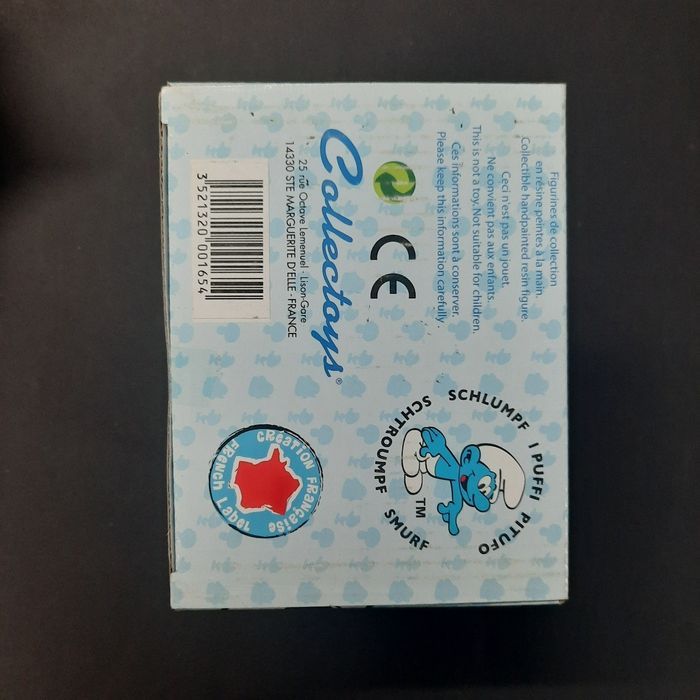 Figurines de collection
en résine peintes à la main.
Collectible handpainted resin figure.
Ceci n'est pas un jouet.
Ne convient pas aux enfants.
This is not a toy. Not suitable for children.
Ces informations sont à conserver.
Please keep this information carefully.
CE
Collectoys®
25 rue Octave Lemenuel - Lison-Gare
14330 STE MARGUERITE D'ELLE - FRANCE
3 521320 001654
SCHTROUMPF SCHLUMPF I PUFFI PITUFO SMURF
TM
CRÉATION FRANÇAISE
FRENCH LABEL